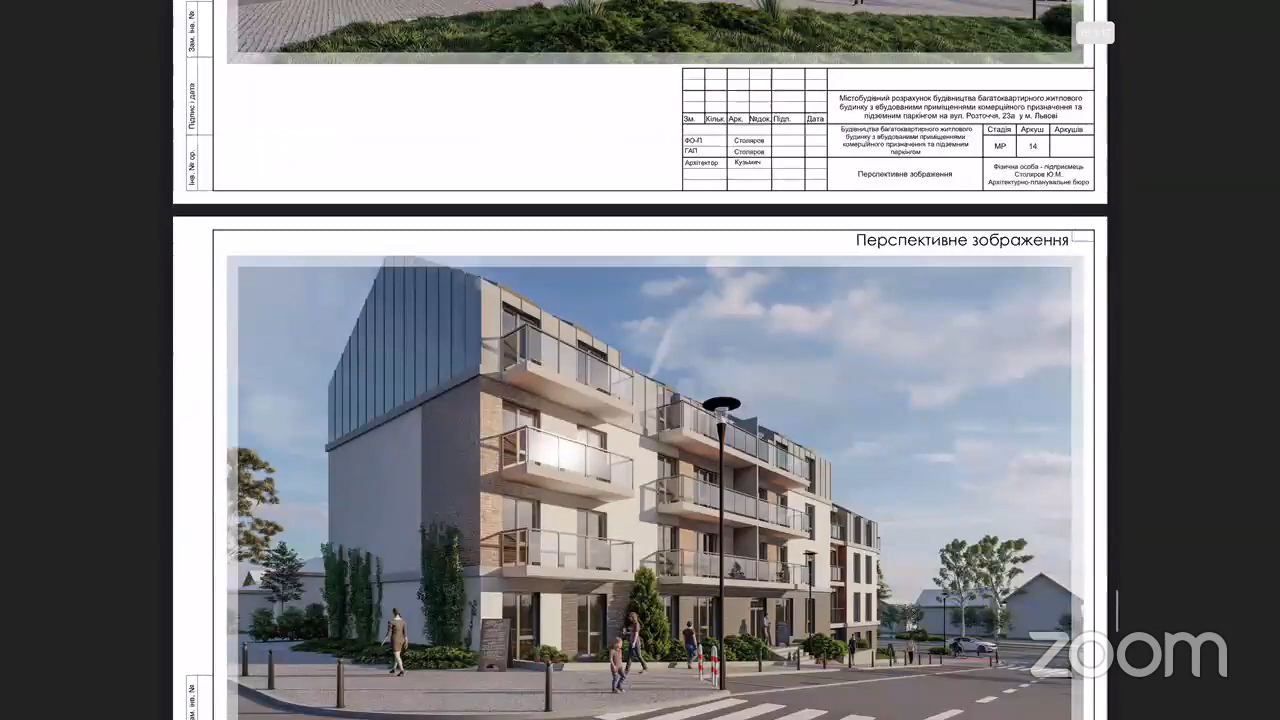 Зам. інв. №
Підпис і дата
Інв. № ор.
Містобудівний розрахунок будівництва багатоквартирного житлового
будинку з вбудованими приміщеннями комерційного призначення та
підземним паркінгом на вул. Розточчя, 23а у м. Львові
Зм. Кільк. Арк. №док. Підп. Дата
Будівництва багатоквартирного житлового
будинку з вбудованими приміщеннями
комерційного призначення та підземним
паркінгом
Стадія Аркуш Аркушів
МР 14
ФО-П Столяров
ГАП Столяров
Архітектор Кузьмич
Перспективне зображення
Фізична особа - підприємець
Столяров Ю.М.
Архітектурно-планувальне бюро
Перспективне зображення
ам. інв. №
zoom